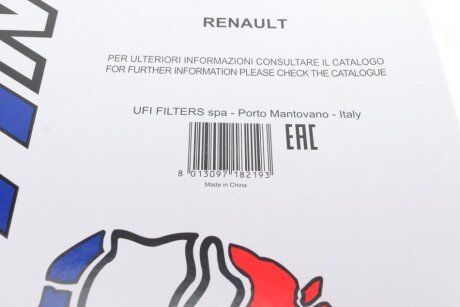 RENAULT
PER ULTERIORI INFORMAZIONI CONSULTARE IL CATALOGO
FOR FURTHER INFORMATION PLEASE CHECK THE CATALOGUE
UFI FILTERS spa - Porto Mantovano - Italy
EAC
8 013097 182193
Made in China